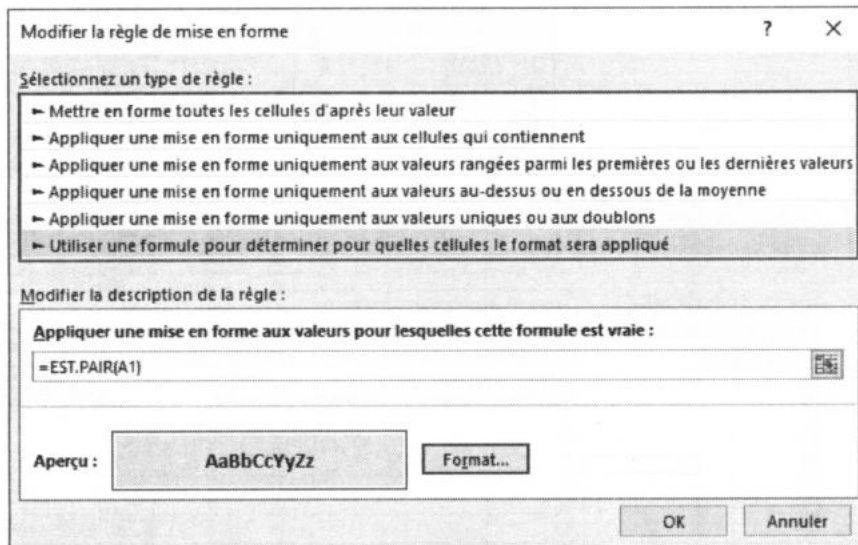 Modifier la règle de mise en forme ? ×
Sélectionnez un type de règle :
► Mettre en forme toutes les cellules d'après leur valeur
► Appliquer une mise en forme uniquement aux cellules qui contiennent
► Appliquer une mise en forme uniquement aux valeurs rangées parmi les premières ou les dernières valeurs
► Appliquer une mise en forme uniquement aux valeurs au-dessus ou en dessous de la moyenne
► Appliquer une mise en forme uniquement aux valeurs uniques ou aux doublons
► Utiliser une formule pour déterminer pour quelles cellules le format sera appliqué
Modifier la description de la règle :
Appliquer une mise en forme aux valeurs pour lesquelles cette formule est vraie :
=EST.PAIR(A1)
Aperçu : AaBbCcYyZz Format...
OK Annuler